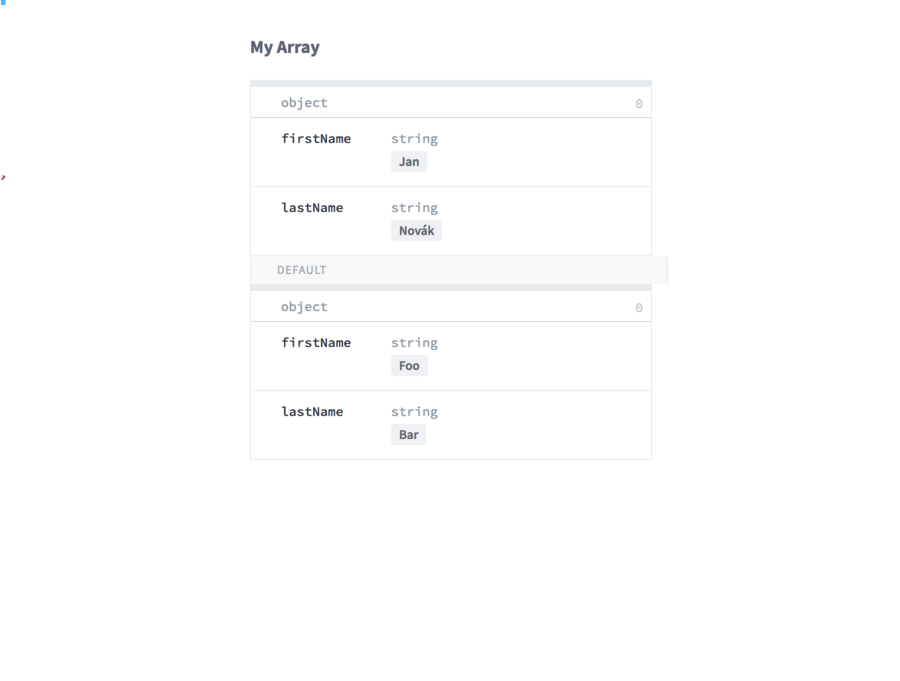 My Array
object 0
firstName string
Jan
,
lastName string
Novák
DEFAULT
object 0
firstName string
Foo
lastName string
Bar